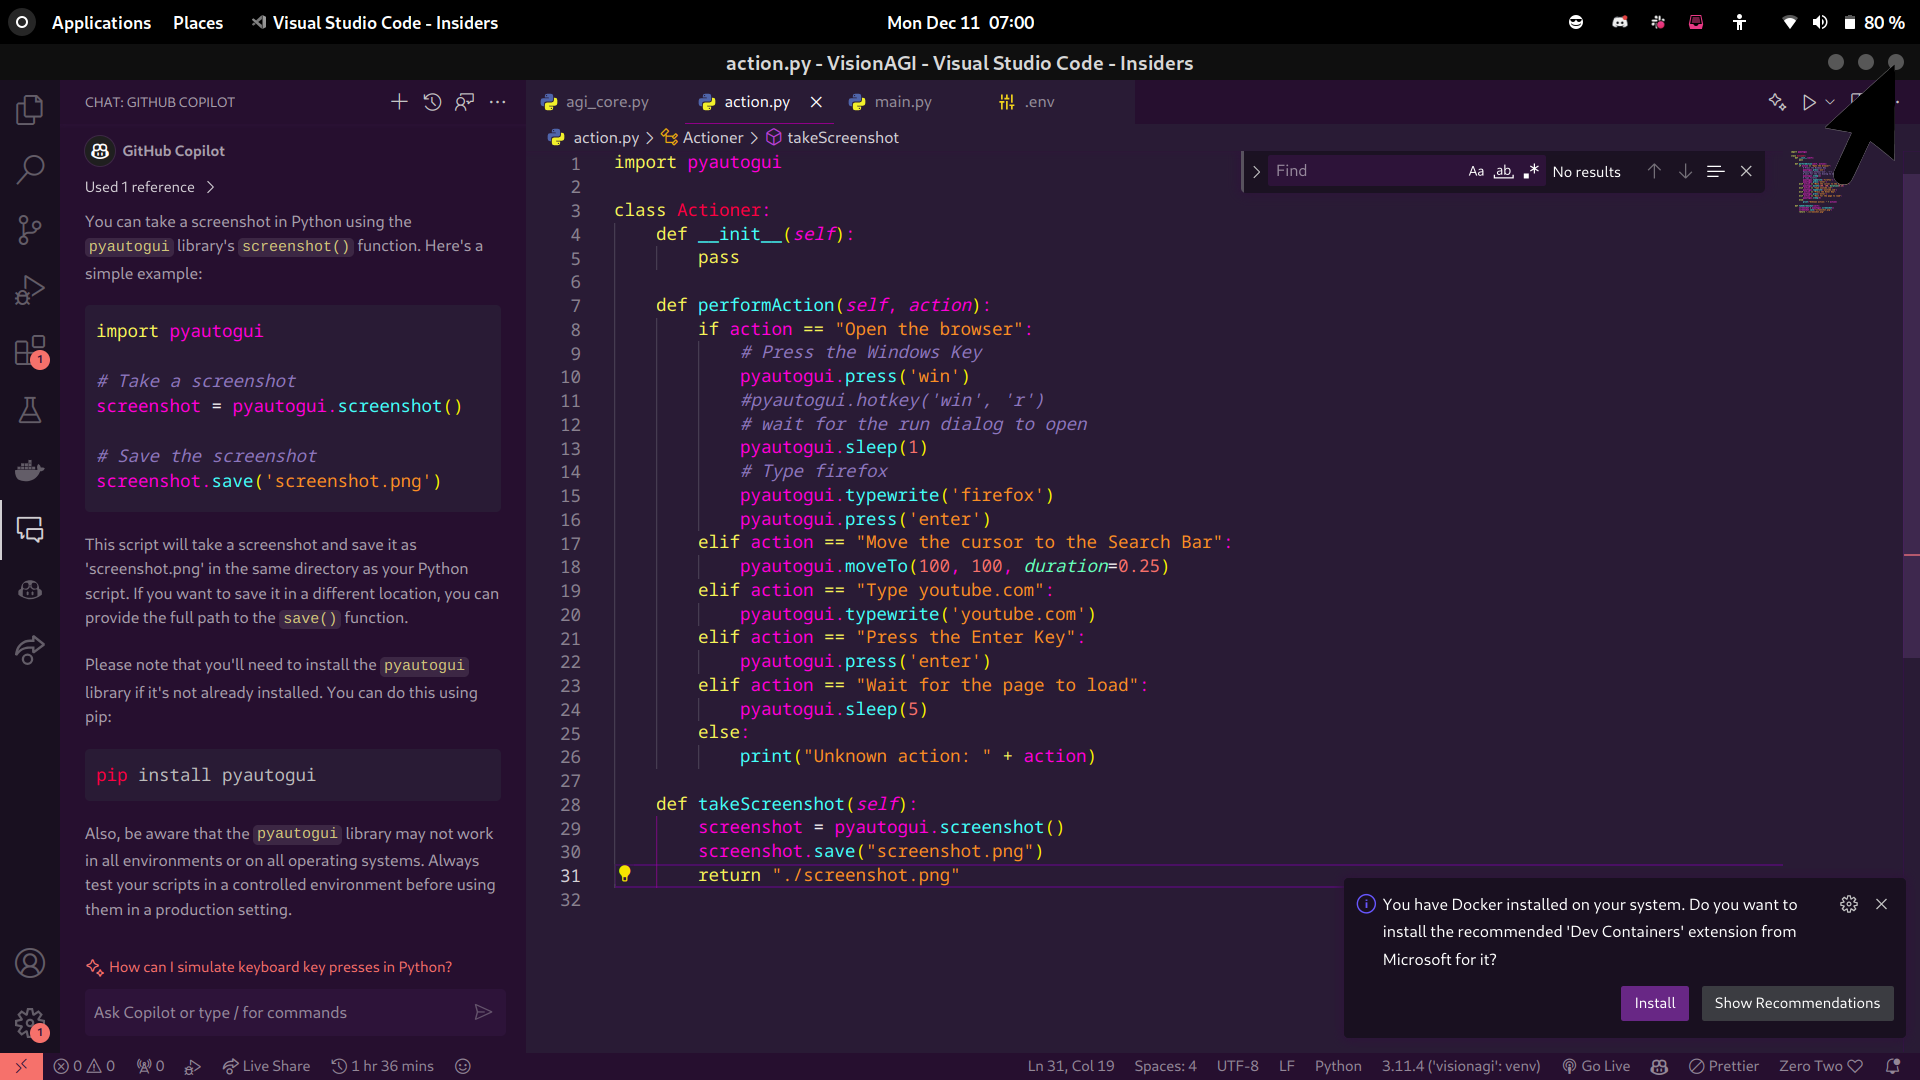 Applications Places Visual Studio Code - Insiders Mon Dec 11 07:00 80 %
action.py - VisionAGI - Visual Studio Code - Insiders
CHAT: GITHUB COPILOT
GitHub Copilot
Used 1 reference
You can take a screenshot in Python using the
pyautogui library's screenshot() function. Here's a
simple example:
import pyautogui
# Take a screenshot
screenshot = pyautogui.screenshot()
# Save the screenshot
screenshot.save('screenshot.png')
This script will take a screenshot and save it as
'screenshot.png' in the same directory as your Python
script. If you want to save it in a different location, you can
provide the full path to the save() function.
Please note that you'll need to install the pyautogui
library if it's not already installed. You can do this using
pip:
pip install pyautogui
Also, be aware that the pyautogui library may not work
in all environments or on all operating systems. Always
test your scripts in a controlled environment before using
them in a production setting.
How can I simulate keyboard key presses in Python?
Ask Copilot or type / for commands
1
1
agi_core.py action.py main.py .env
action.py Actioner takeScreenshot
Find Aa ab .* No results
1 import pyautogui
2
3 class Actioner:
4 def __init__(self):
5 pass
6
7 def performAction(self, action):
8 if action == "Open the browser":
9 # Press the Windows Key
10 pyautogui.press('win')
11 #pyautogui.hotkey('win', 'r')
12 # wait for the run dialog to open
13 pyautogui.sleep(1)
14 # Type firefox
15 pyautogui.typewrite('firefox')
16 pyautogui.press('enter')
17 elif action == "Move the cursor to the Search Bar":
18 pyautogui.moveTo(100, 100, duration=0.25)
19 elif action == "Type youtube.com":
20 pyautogui.typewrite('youtube.com')
21 elif action == "Press the Enter Key":
22 pyautogui.press('enter')
23 elif action == "Wait for the page to load":
24 pyautogui.sleep(5)
25 else:
26 print("Unknown action: " + action)
27
28 def takeScreenshot(self):
29 screenshot = pyautogui.screenshot()
30 screenshot.save("screenshot.png")
31 return "./screenshot.png"
32
You have Docker installed on your system. Do you want to
install the recommended 'Dev Containers' extension from
Microsoft for it?
Install Show Recommendations
0 0 0 Live Share 1 hr 36 mins Ln 31, Col 19 Spaces: 4 UTF-8 LF Python 3.11.4 ('visionagi': venv) Go Live Prettier Zero Two